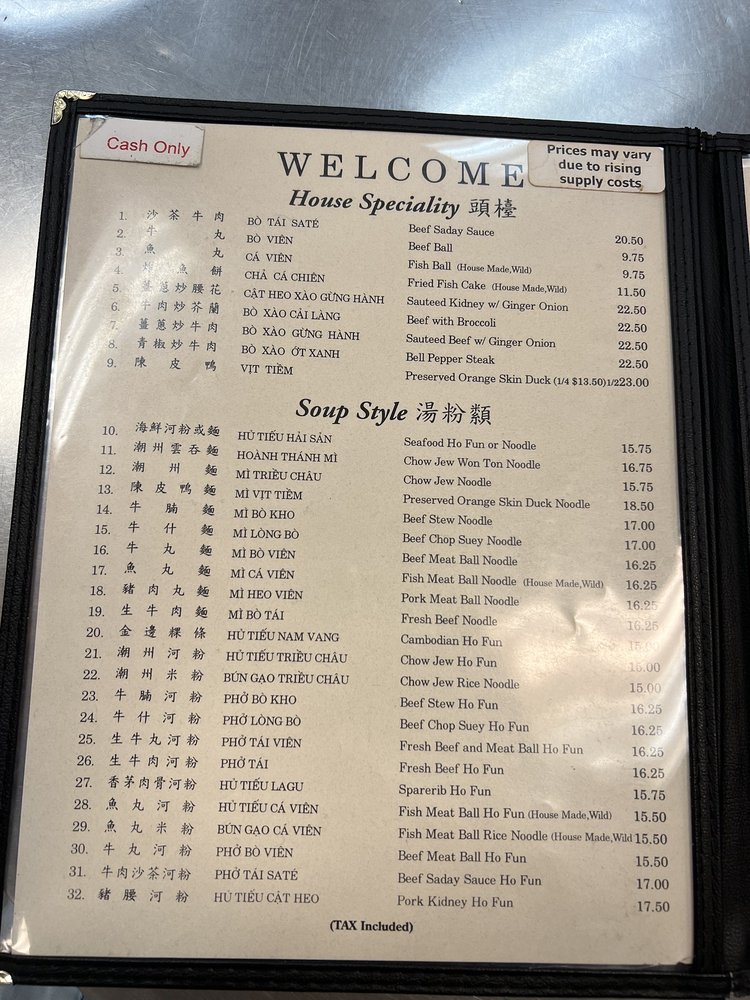 Cash Only
Prices may vary
due to rising
supply costs
WELCOME
House Speciality 頭檯
1. 沙茶牛肉 BÒ TÁI SATÉ Beef Saday Sauce 20.50
2. 牛丸 BÒ VIÊN Beef Ball 9.75
3. 魚丸 CÁ VIÊN Fish Ball (House Made,Wild) 9.75
4. 炸魚餅 CHẢ CÁ CHIÊN Fried Fish Cake (House Made,Wild) 11.50
5. 薑蔥炒腰花 CẬT HEO XÀO GỪNG HÀNH Sauteed Kidney w/ Ginger Onion 22.50
6. 牛肉炒芥蘭 BÒ XÀO CẢI LÀNG Beef with Broccoli 22.50
7. 薑蔥炒牛肉 BÒ XÀO GỪNG HÀNH Sauteed Beef w/ Ginger Onion 22.50
8. 青椒炒牛肉 BÒ XÀO ỚT XANH Bell Pepper Steak 22.50
9. 陳皮鴨 VỊT TIỀM Preserved Orange Skin Duck (1/4 $13.50)1/2 23.00
Soup Style 湯粉類
10. 海鮮河粉或麵 HỦ TIẾU HẢI SẢN Seafood Ho Fun or Noodle 15.75
11. 潮州雲吞麵 HOÀNH THÁNH MÌ Chow Jew Won Ton Noodle 16.75
12. 潮州麵 MÌ TRIỀU CHÂU Chow Jew Noodle 15.75
13. 陳皮鴨麵 MÌ VỊT TIỀM Preserved Orange Skin Duck Noodle 18.50
14. 牛腩麵 MÌ BÒ KHO Beef Stew Noodle 17.00
15. 牛什麵 MÌ LÒNG BÒ Beef Chop Suey Noodle 17.00
16. 牛丸麵 MÌ BÒ VIÊN Beef Meat Ball Noodle 16.25
17. 魚丸麵 MÌ CÁ VIÊN Fish Meat Ball Noodle (House Made,Wild) 16.25
18. 豬肉丸麵 MÌ HEO VIÊN Pork Meat Ball Noodle 16.25
19. 生牛肉麵 MÌ BÒ TÁI Fresh Beef Noodle 16.25
20. 金邊粿條 HỦ TIẾU NAM VANG Cambodian Ho Fun 15.00
21. 潮州河粉 HỦ TIẾU TRIỀU CHÂU Chow Jew Ho Fun 15.00
22. 潮州米粉 BÚN GẠO TRIỀU CHÂU Chow Jew Rice Noodle 15.00
23. 牛腩河粉 PHỞ BÒ KHO Beef Stew Ho Fun 16.25
24. 牛什河粉 PHỞ LÒNG BÒ Beef Chop Suey Ho Fun 16.25
25. 生牛丸河粉 PHỞ TÁI VIÊN Fresh Beef and Meat Ball Ho Fun 16.25
26. 生牛肉河粉 PHỞ TÁI Fresh Beef Ho Fun 16.25
27. 香茅肉骨河粉 HỦ TIẾU LAGU Sparerib Ho Fun 15.75
28. 魚丸河粉 HỦ TIẾU CÁ VIÊN Fish Meat Ball Ho Fun (House Made,Wild) 15.50
29. 魚丸米粉 BÚN GẠO CÁ VIÊN Fish Meat Ball Rice Noodle (House Made,Wild 15.50
30. 牛丸河粉 PHỞ BÒ VIÊN Beef Meat Ball Ho Fun 15.50
31. 牛肉沙茶河粉 PHỞ TÁI SATÉ Beef Saday Sauce Ho Fun 17.00
32. 豬腰河粉 HỦ TIẾU CẬT HEO Pork Kidney Ho Fun 17.50
(TAX Included)